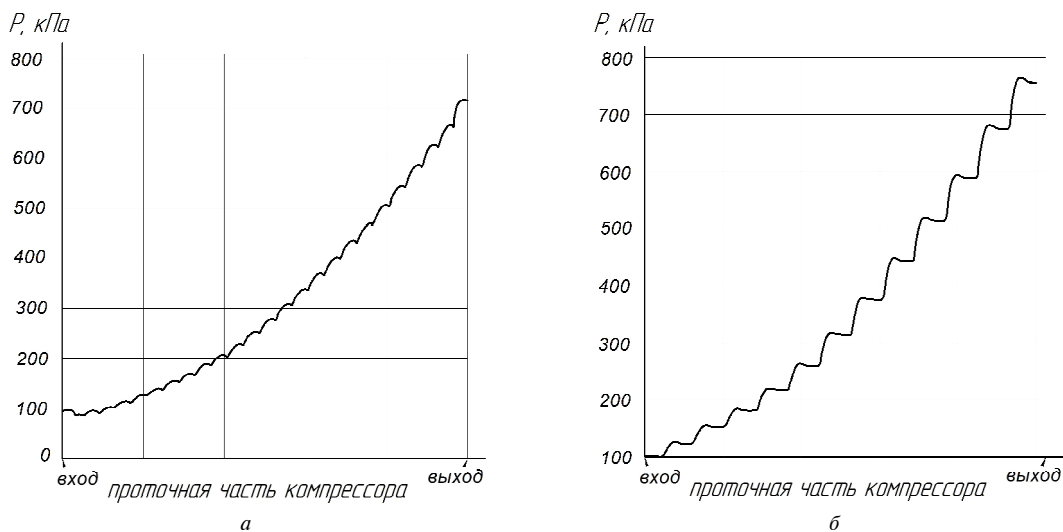 P, кПа
800
700
600
500
400
300
200
100
0
вход
выход
проточная часть компрессора
а
P, кПа
800
700
600
500
400
300
200
100
вход
выход
проточная часть компрессора
б